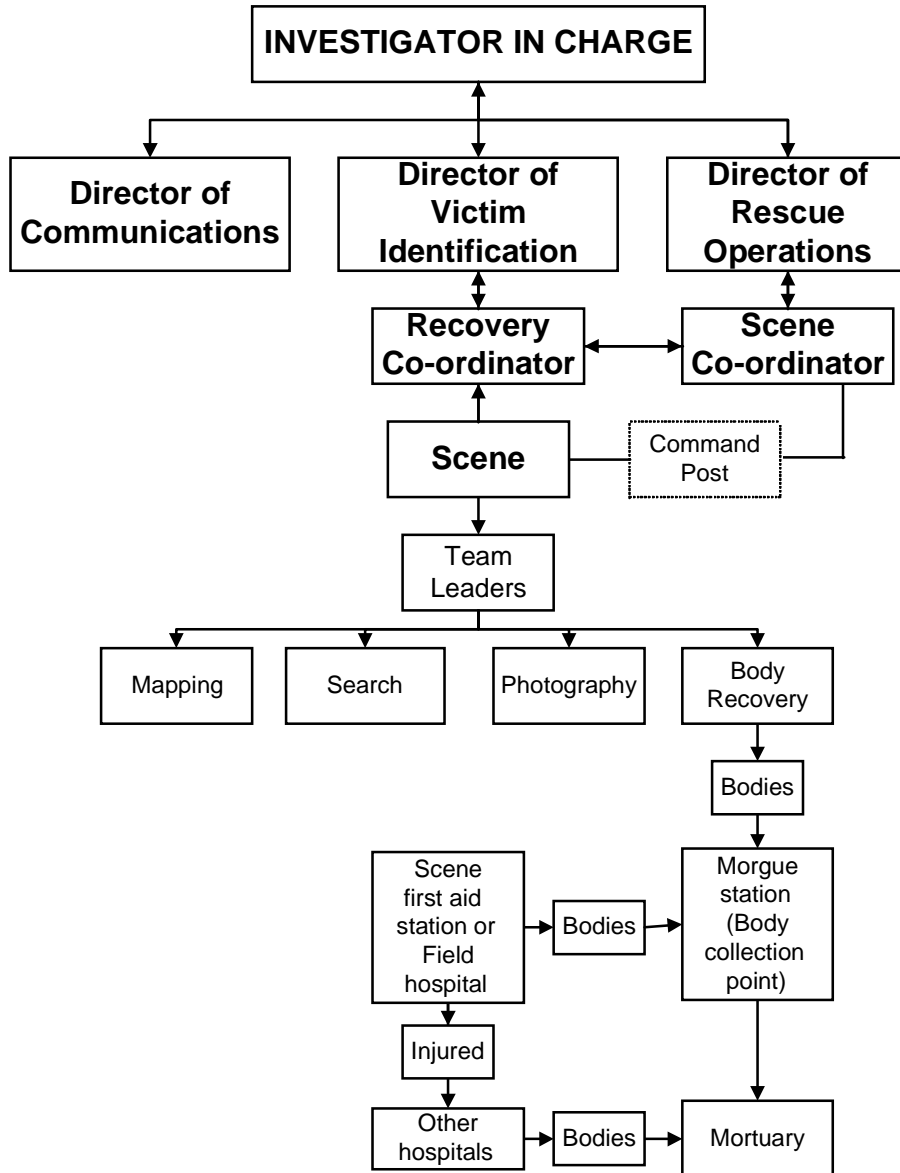 INVESTIGATOR IN CHARGE
Director of
Communications
Director of
Victim
Identification
Director of
Rescue
Operations
Recovery
Co-ordinator
Scene
Co-ordinator
Scene
Command
Post
Team
Leaders
Mapping
Search
Photography
Body
Recovery
Bodies
Scene
first aid
station or
Field
hospital
Bodies
Morgue
station
(Body
collection
point)
Injured
Other
hospitals
Bodies
Mortuary